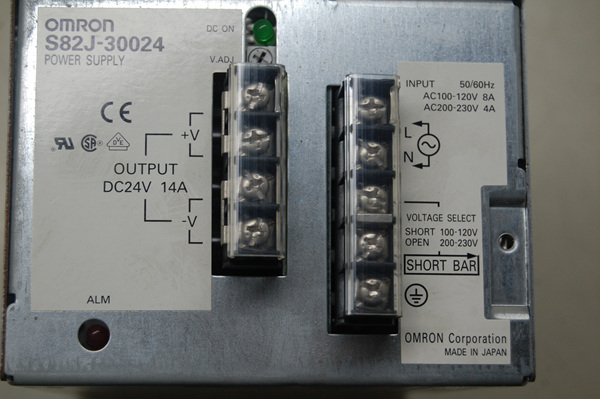 OMRON
S82J-30024
POWER SUPPLY
DC ON
V.ADJ
CE
+V
OUTPUT
DC24V 14A
-V
ALM
INPUT 50/60Hz
AC100-120V 8A
AC200-230V 4A
L
N
VOLTAGE SELECT
SHORT 100-120V
OPEN 200-230V
SHORT BAR
OMRON Corporation
MADE IN JAPAN